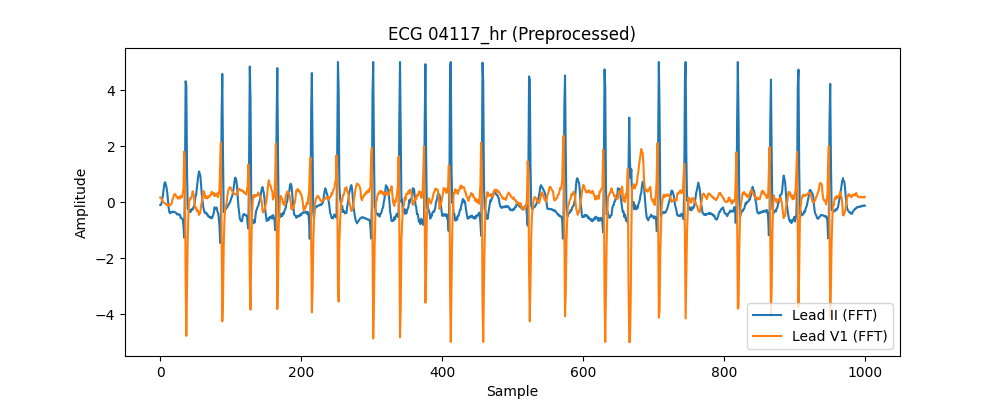 ECG 04117_hr (Preprocessed)
4
2
0
−2
−4
Amplitude
0
200
400
600
800
1000
Sample
Lead II (FFT)
Lead V1 (FFT)